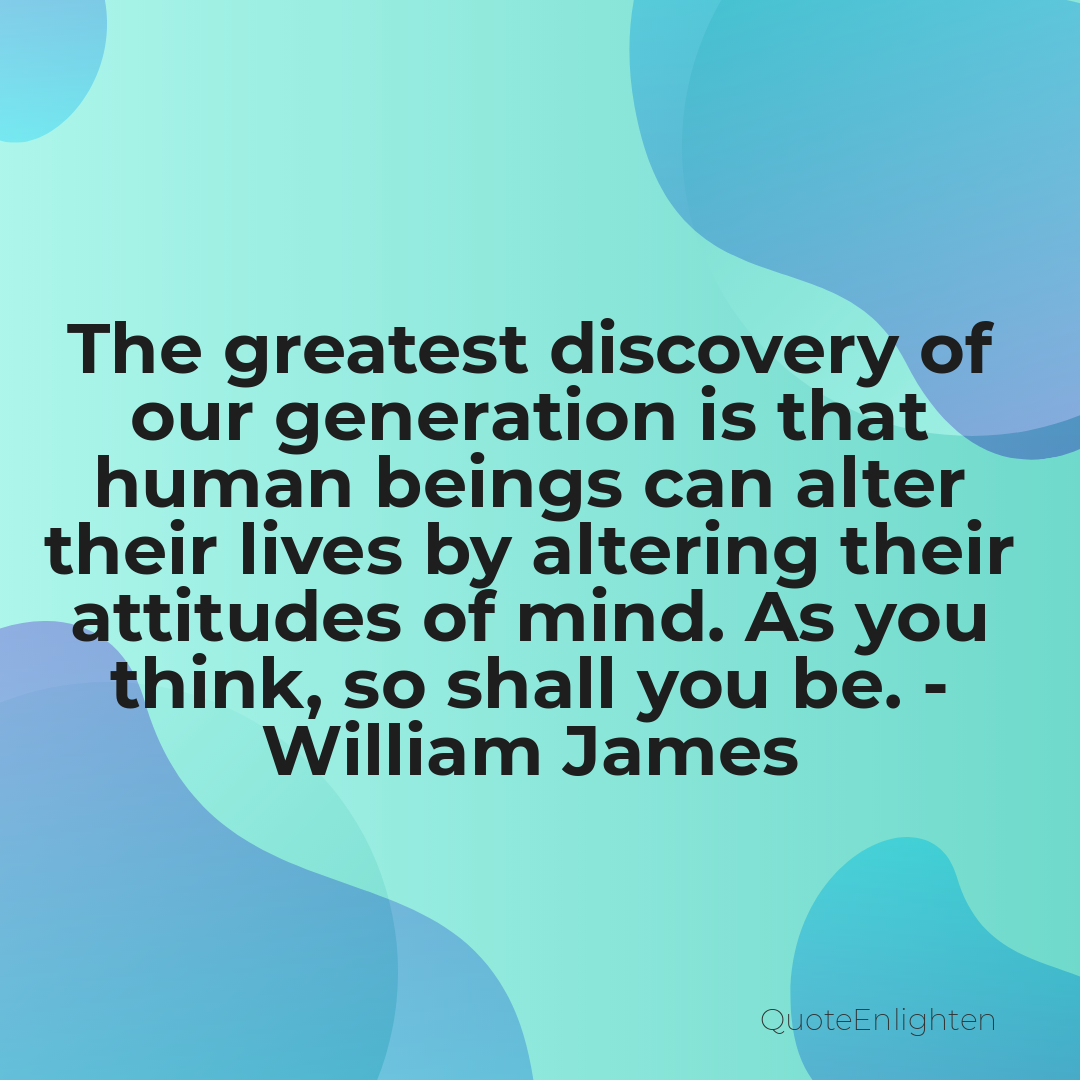 The greatest discovery of
our generation is that
human beings can alter
their lives by altering their
attitudes of mind. As you
think, so shall you be. -
William James
QuoteEnlighten